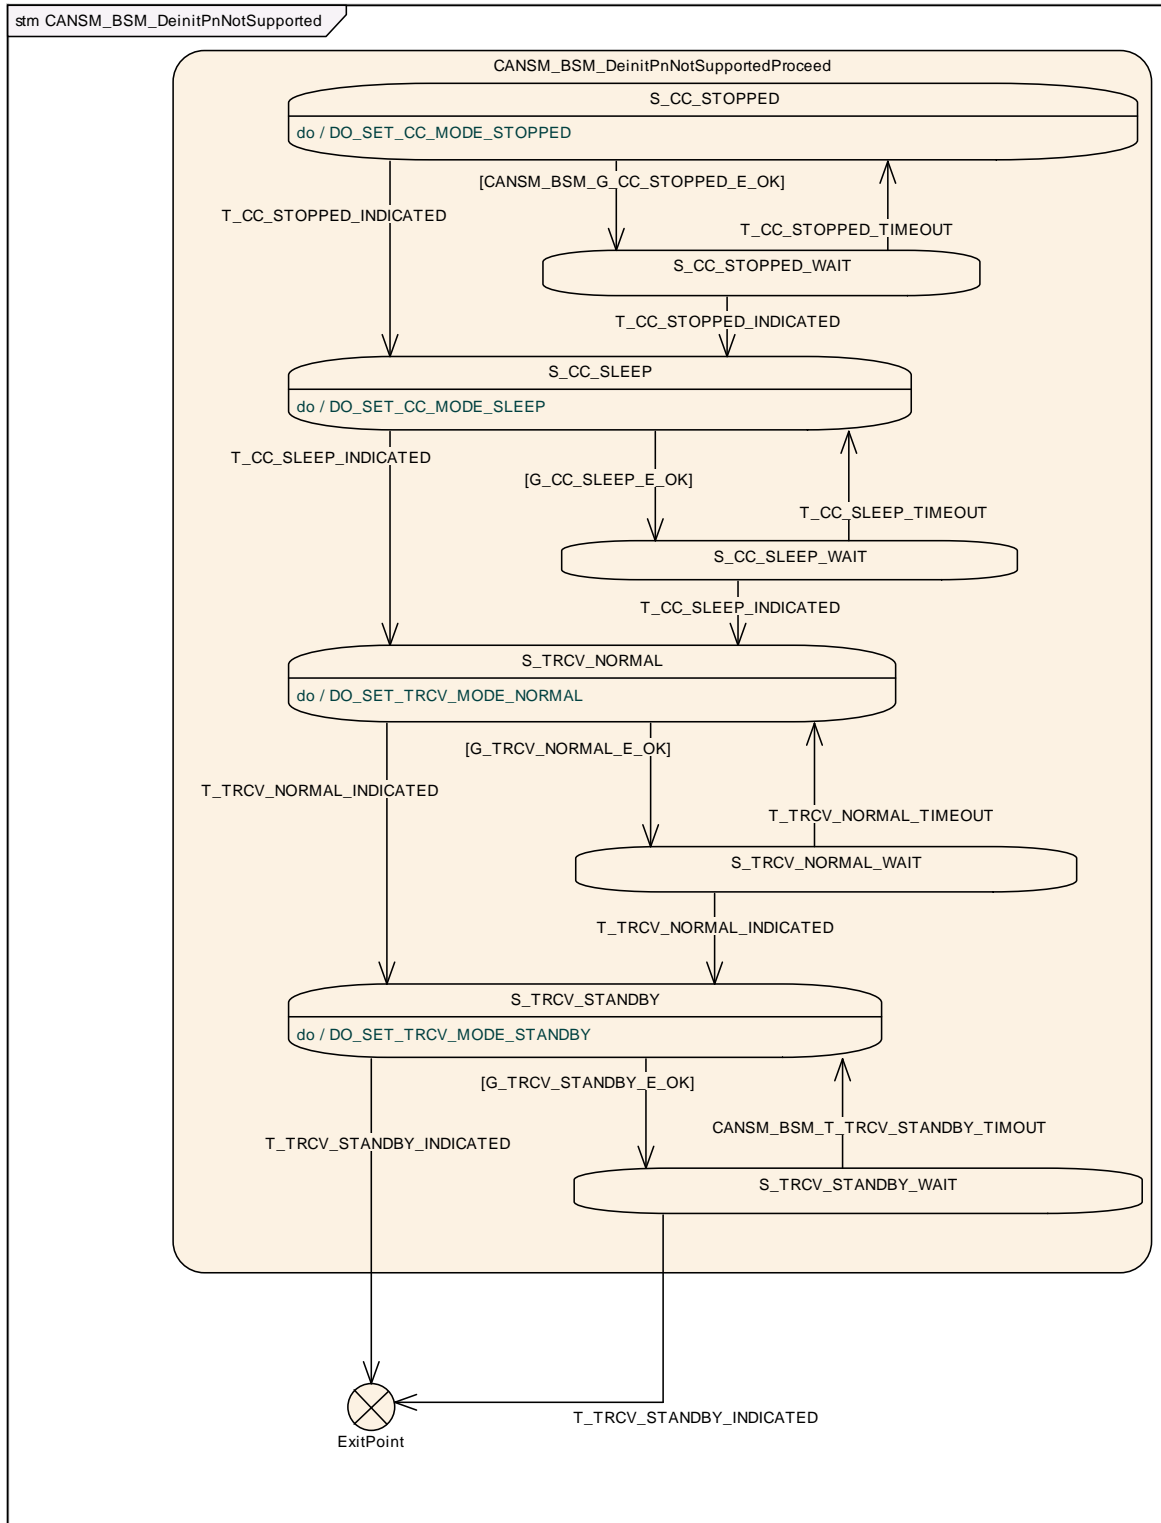 stm CANSM_BSM_DeinitPnNotSupported
CANSM_BSM_DeinitPnNotSupportedProceed
S_CC_STOPPED
do / DO_SET_CC_MODE_STOPPED
[CANSM_BSM_G_CC_STOPPED_E_OK]
T_CC_STOPPED_INDICATED
T_CC_STOPPED_TIMEOUT
S_CC_STOPPED_WAIT
T_CC_STOPPED_INDICATED
S_CC_SLEEP
do / DO_SET_CC_MODE_SLEEP
T_CC_SLEEP_INDICATED
[G_CC_SLEEP_E_OK]
T_CC_SLEEP_TIMEOUT
S_CC_SLEEP_WAIT
T_CC_SLEEP_INDICATED
S_TRCV_NORMAL
do / DO_SET_TRCV_MODE_NORMAL
[G_TRCV_NORMAL_E_OK]
T_TRCV_NORMAL_INDICATED
T_TRCV_NORMAL_TIMEOUT
S_TRCV_NORMAL_WAIT
T_TRCV_NORMAL_INDICATED
S_TRCV_STANDBY
do / DO_SET_TRCV_MODE_STANDBY
[G_TRCV_STANDBY_E_OK]
CANSM_BSM_T_TRCV_STANDBY_TIMOUT
T_TRCV_STANDBY_INDICATED
S_TRCV_STANDBY_WAIT
T_TRCV_STANDBY_INDICATED
ExitPoint